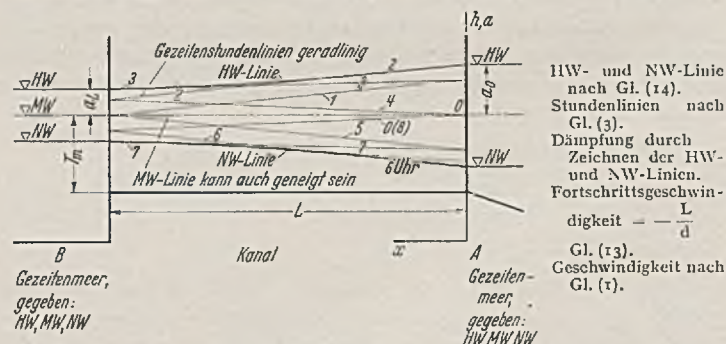 h,a
Gezeitenstundenlinien geradlinig
HW-Linie
HW
3
2
2
HW
9
1
a_L
a_0
MW
4
0
0(8)
NW
5
6
7
7
NW-Linie
6Uhr
NW
T_m
MW-Linie kann auch geneigt sein
L
B
Kanal
x
A
Gezeitenmeer,
gegeben:
HW, MW, NW
Gezeiten-
meer,
gegeben:
HW MW NW
HW- und NW-Linie
nach Gl. (14).
Stundenlinien nach
Gl. (3).
Dämpfung durch
Zeichnen der HW-
und NW-Linien.
Fortschrittsgeschwin-
digkeit = − L/d
Gl. (13).
Geschwindigkeit nach
Gl. (1).